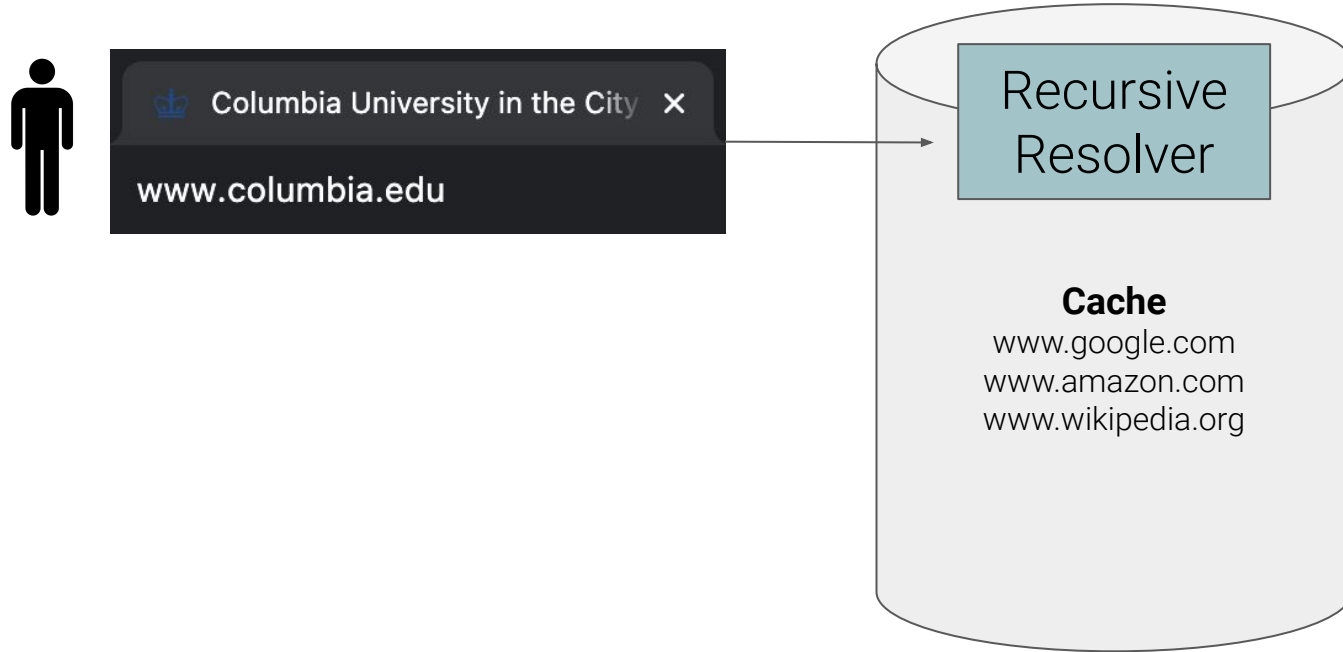 Columbia University in the City
www.columbia.edu
Recursive
Resolver
Cache
www.google.com
www.amazon.com
www.wikipedia.org